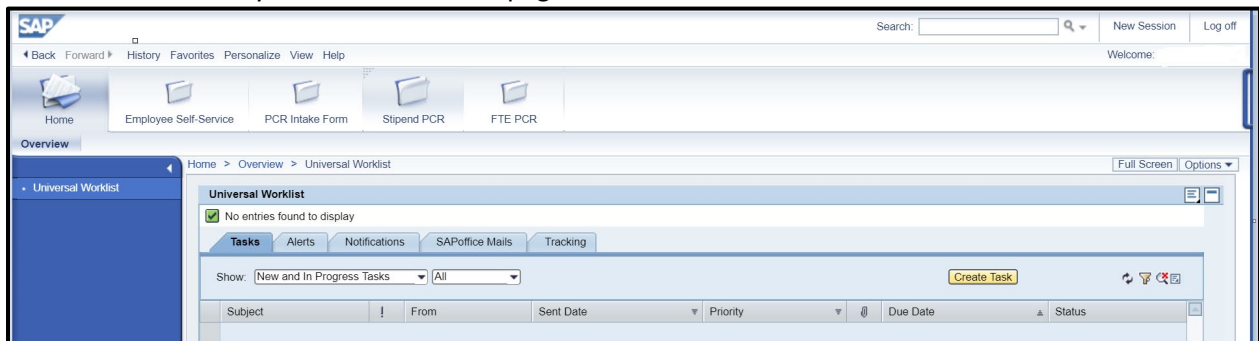 SAP
Search:
New Session
Log off
Back Forward History Favorites Personalize View Help
Welcome:
Home
Employee Self-Service
PCR Intake Form
Stipend PCR
FTE PCR
Overview
Home > Overview > Universal Worklist
Full Screen Options
Universal Worklist
Universal Worklist
No entries found to display
Tasks Alerts Notifications SAPoffice Mails Tracking
Show: New and In Progress Tasks All Create Task
Subject ! From Sent Date Priority Due Date Status